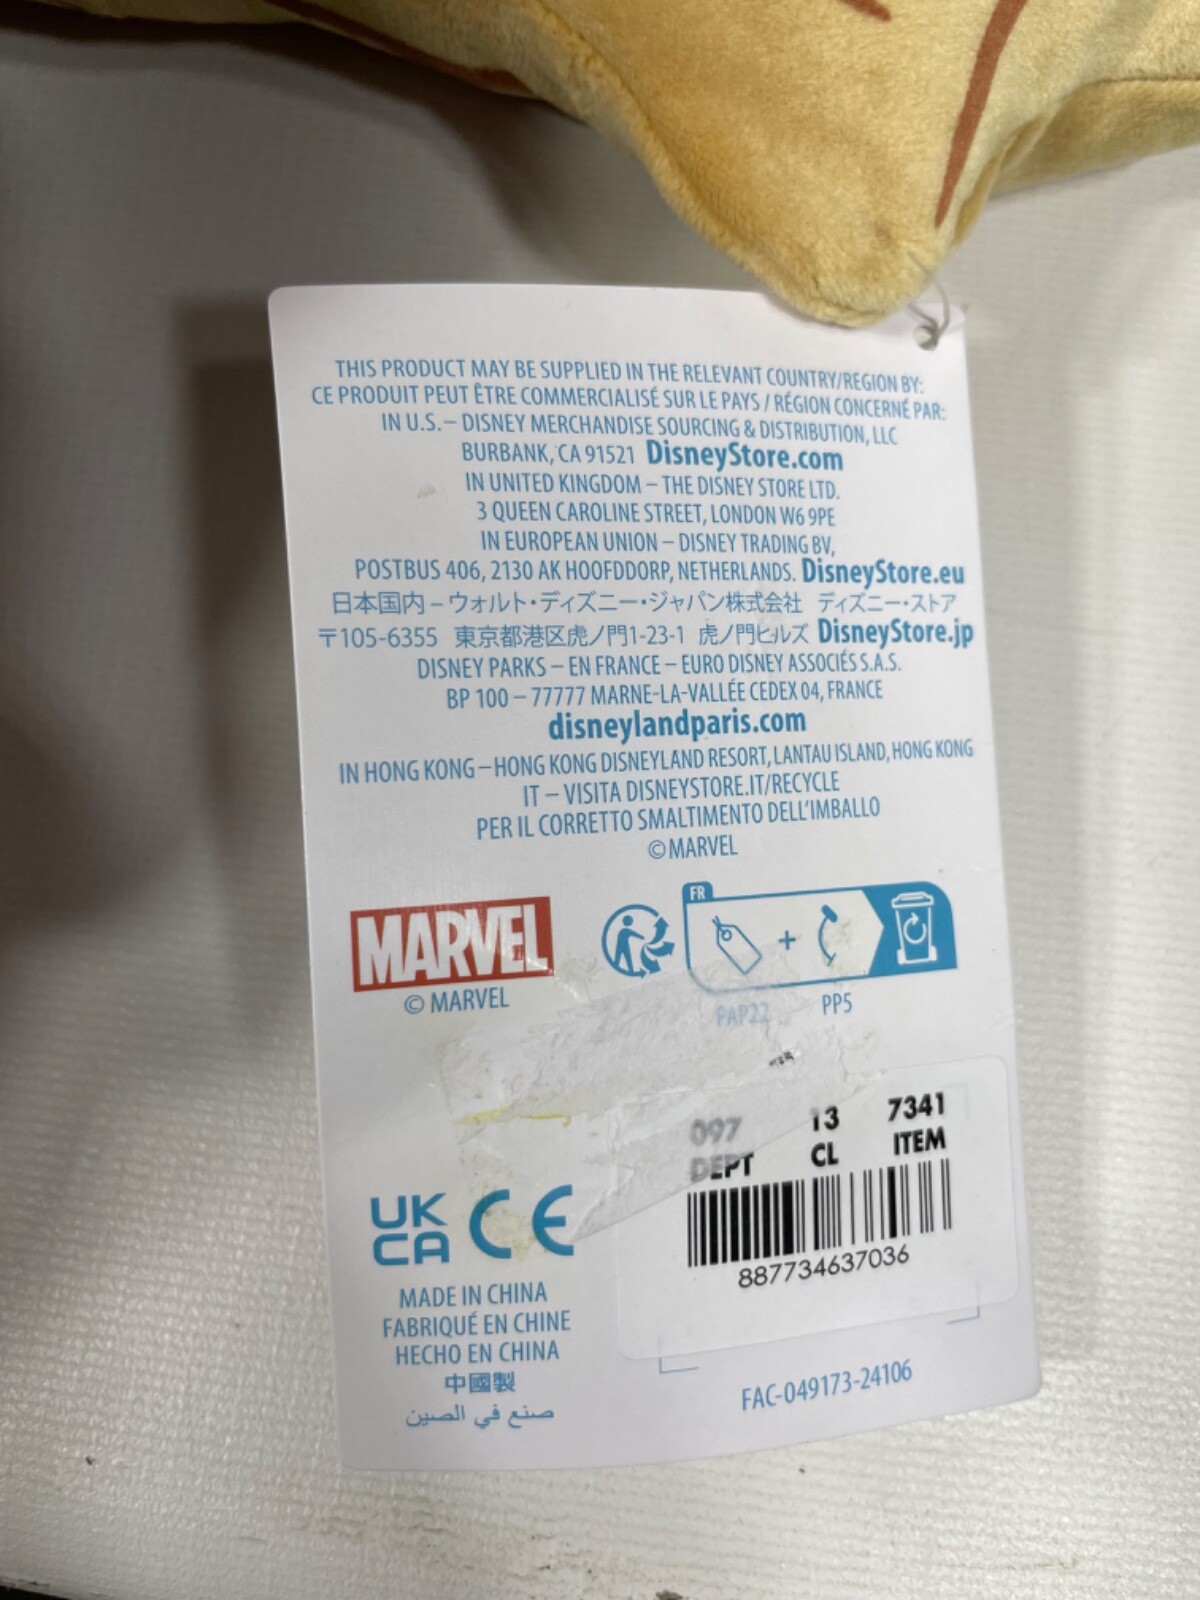 THIS PRODUCT MAY BE SUPPLIED IN THE RELEVANT COUNTRY/REGION BY:
CE PRODUIT PEUT ÊTRE COMMERCIALISÉ SUR LE PAYS / RÉGION CONCERNÉ PAR:
IN U.S.– DISNEY MERCHANDISE SOURCING & DISTRIBUTION, LLC
BURBANK, CA 91521 DisneyStore.com
IN UNITED KINGDOM – THE DISNEY STORE LTD.
3 QUEEN CAROLINE STREET, LONDON W6 9PE
IN EUROPEAN UNION – DISNEY TRADING BV,
POSTBUS 406, 2130 AK HOOFDDORP, NETHERLANDS. DisneyStore.eu
日本国内 – ウォルト・ディズニー・ジャパン株式会社 ディズニー・ストア
〒105-6355 東京都港区虎ノ門1-23-1 虎ノ門ヒルズ DisneyStore.jp
DISNEY PARKS – EN FRANCE – EURO DISNEY ASSOCIÉS S.A.S.
BP 100 – 77777 MARNE-LA-VALLÉE CEDEX 04, FRANCE
disneylandparis.com
IN HONG KONG – HONG KONG DISNEYLAND RESORT, LANTAU ISLAND, HONG KONG
IT – VISITA DISNEYSTORE.IT/RECYCLE
PER IL CORRETTO SMALTIMENTO DELL'IMBALLO
© MARVEL
MARVEL
© MARVEL
FR
+
PAP22 PP5
097 13 7341
DEPT CL ITEM
887734637036
UK
CA
CE
MADE IN CHINA
FABRIQUÉ EN CHINE
HECHO EN CHINA
中國製
صنع في الصين
FAC-049173-24106